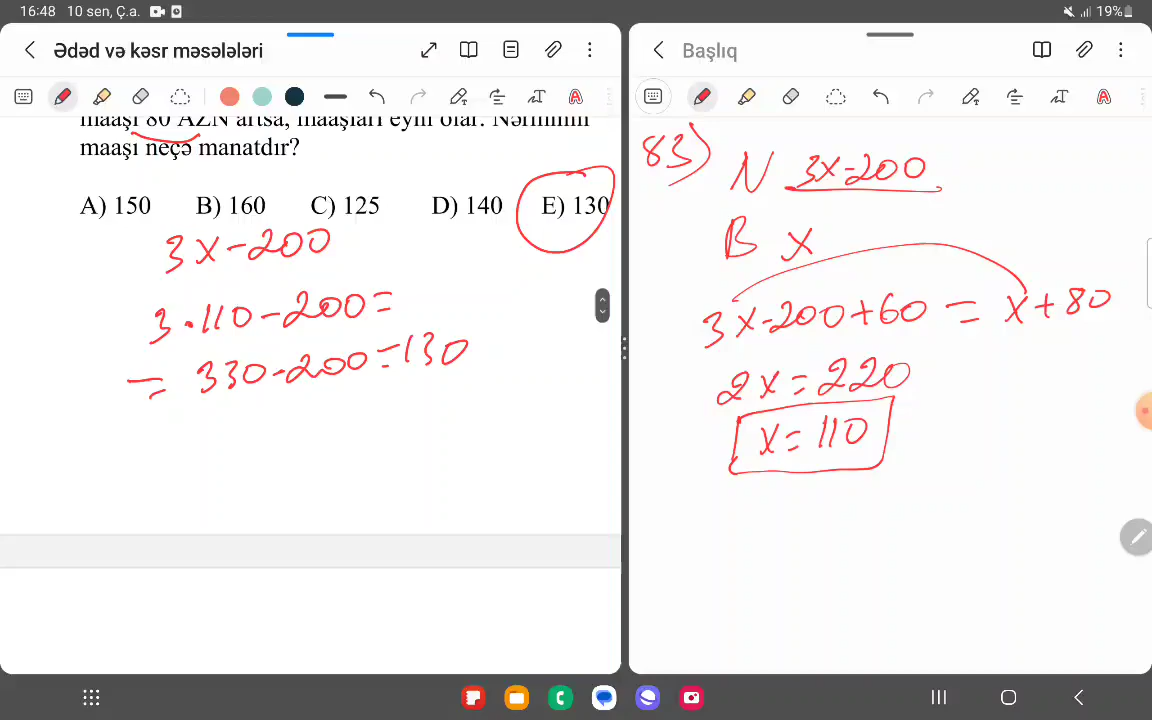 16:48 10 sen, Ç.a. 19%
Ədəd və kəsr məsələləri
maaşı 80 AZN artsa, maaşları eyni olar. Nərminin
maaşı neçə manatdır?
A) 150 B) 160 C) 125 D) 140 E) 130
3x-200
3·110-200=
=330-200=130
Başlıq
83) N 3x-200
B x
3x-200+60=x+80
2x=220
x=110